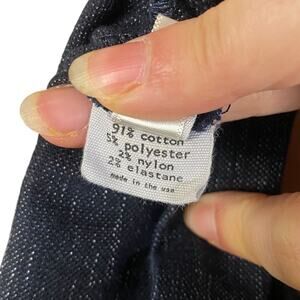 91% cotton
5% polyester
2% nylon
2% elastane
made in the usa